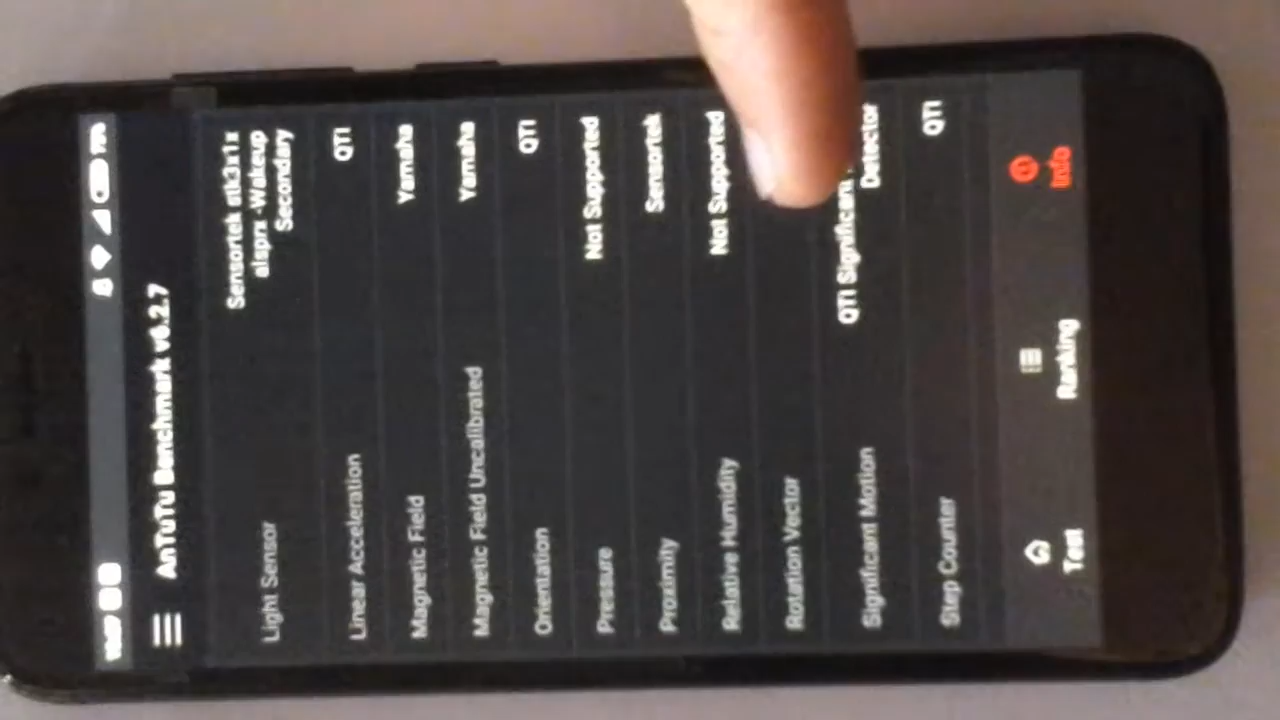 AnTuTu Benchmark v6.2.7
Light Sensor
Sensortek stk3x1x
alsprx -Wakeup
Secondary
Linear Acceleration QTI
Magnetic Field Yamaha
Magnetic Field Uncalibrated Yamaha
Orientation QTI
Pressure Not Supported
Proximity Sensortek
Relative Humidity Not Supported
Rotation Vector
Significant Motion
QTI Significant
Detector
Step Counter QTI
Test
Ranking
Info